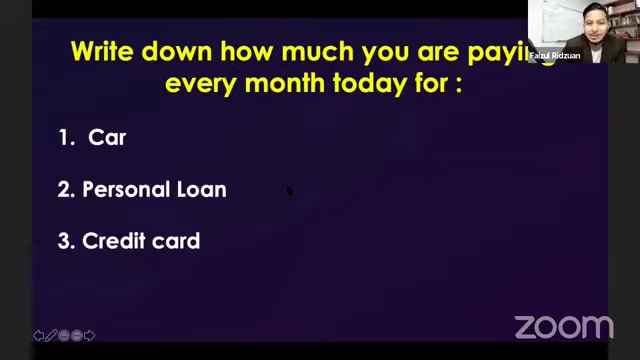 Write down how much you are paying
every month today for :
Faizul Ridzuan
1. Car
2. Personal Loan
3. Credit card
zoom